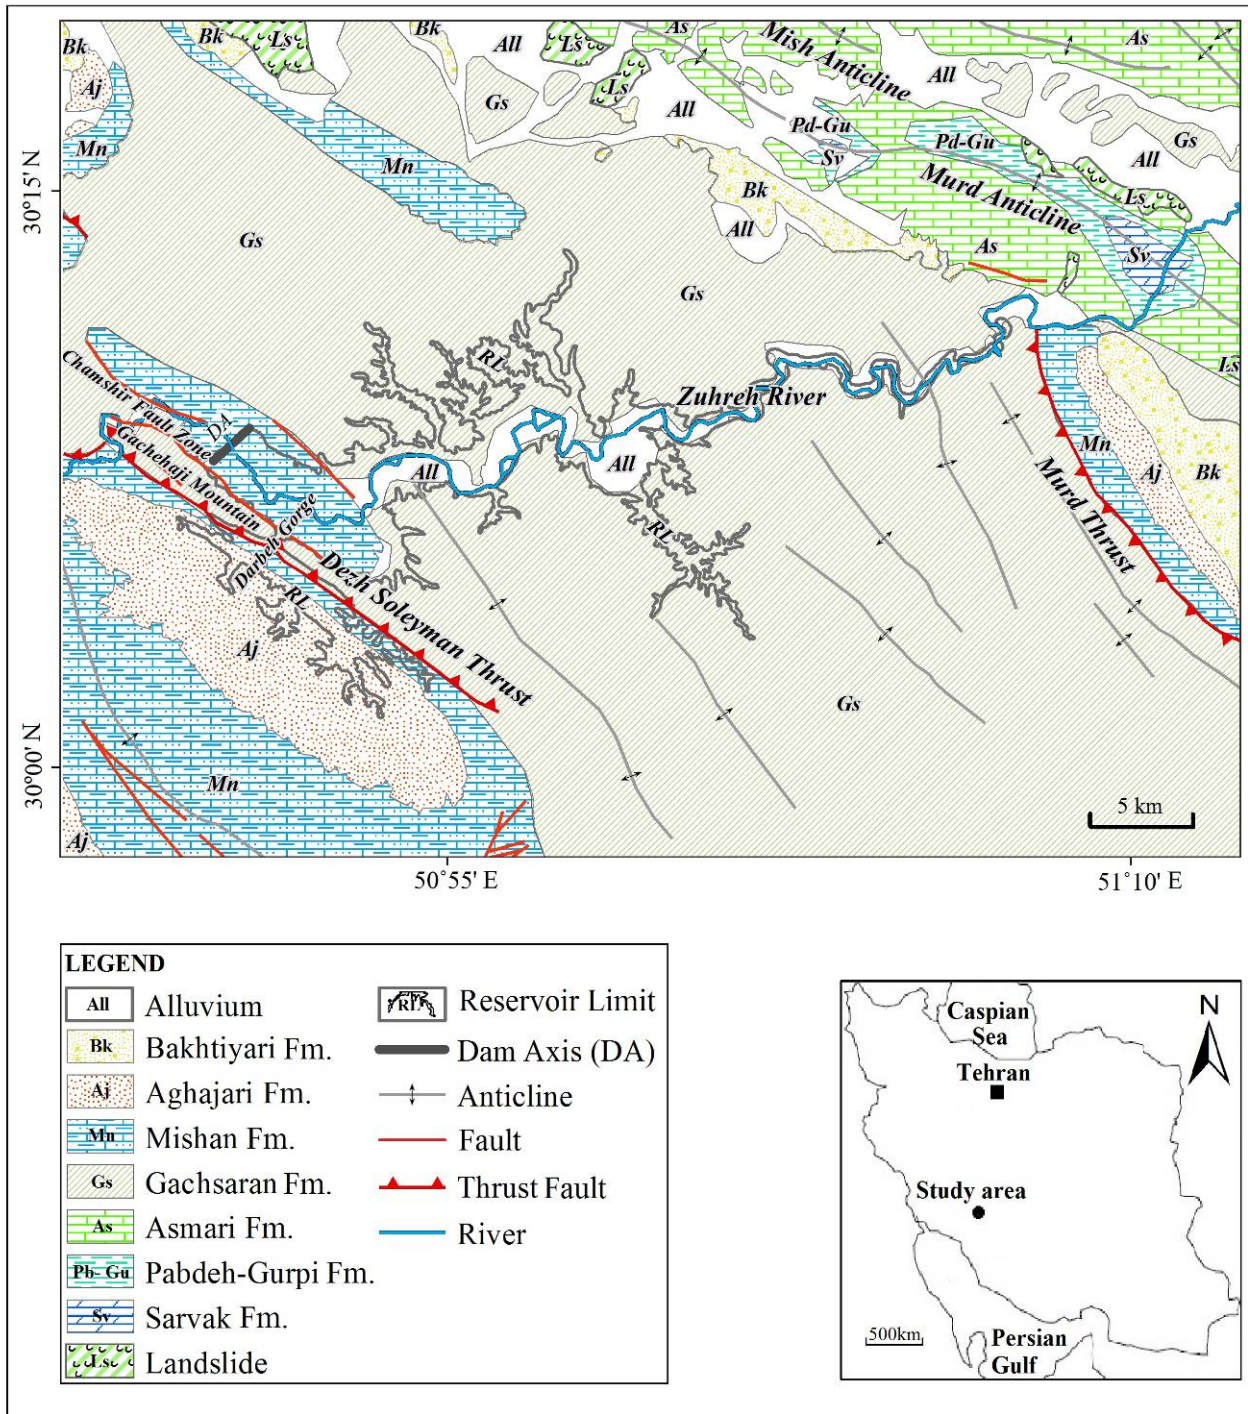 Bk
Bk
Ls
Bk
All
Ls
As
Mish Anticline
As
Aj
Gs
Ls
All
All
Mn
Mn
Pd-Gu
Sv
Pd-Gu
All
Gs
30°15' N
Gs
Bk
All
Murd Anticline
Ls
As
Sv
Gs
Chamshir Fault Zone
DA
RL
Zuhreh River
Ls
Gachehaji Mountain
All
All
Mn
Aj
Bk
Darbeh Gorge
RL
Murd Thrust
Dezh Soleyman Thrust
RL
Aj
Gs
30°00' N
Mn
Aj
5 km
50°55' E
51°10' E
LEGEND
All Alluvium
Bk Bakhtiyari Fm.
Aj Aghajari Fm.
Mn Mishan Fm.
Gs Gachsaran Fm.
As Asmari Fm.
Pb- Gu Pabdeh-Gurpi Fm.
Sv Sarvak Fm.
Ls Landslide
RL Reservoir Limit
Dam Axis (DA)
Anticline
Fault
Thrust Fault
River
N
Caspian
Sea
Tehran
Study area
500km
Persian
Gulf